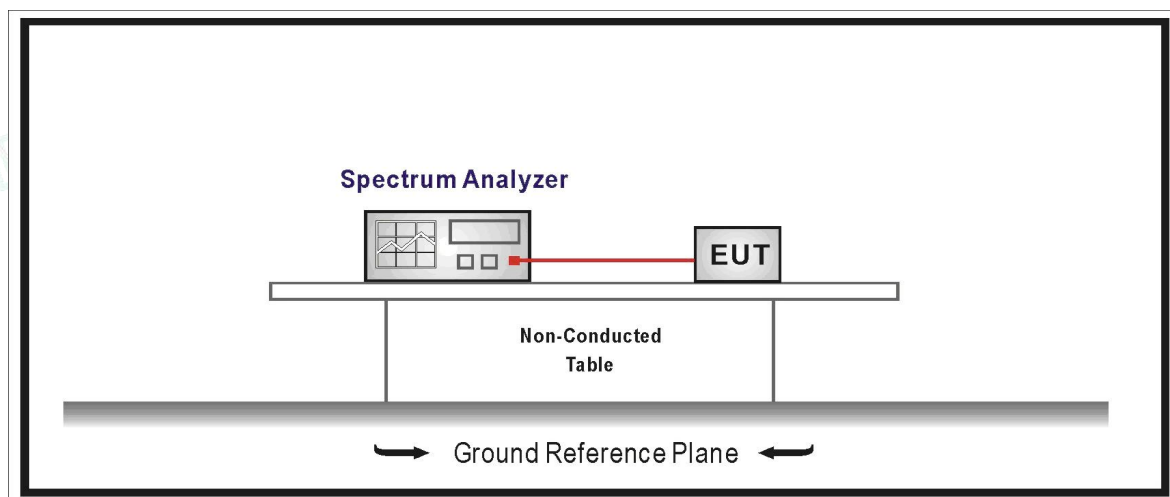 Spectrum Analyzer
EUT
Non-Conducted
Table
Ground Reference Plane